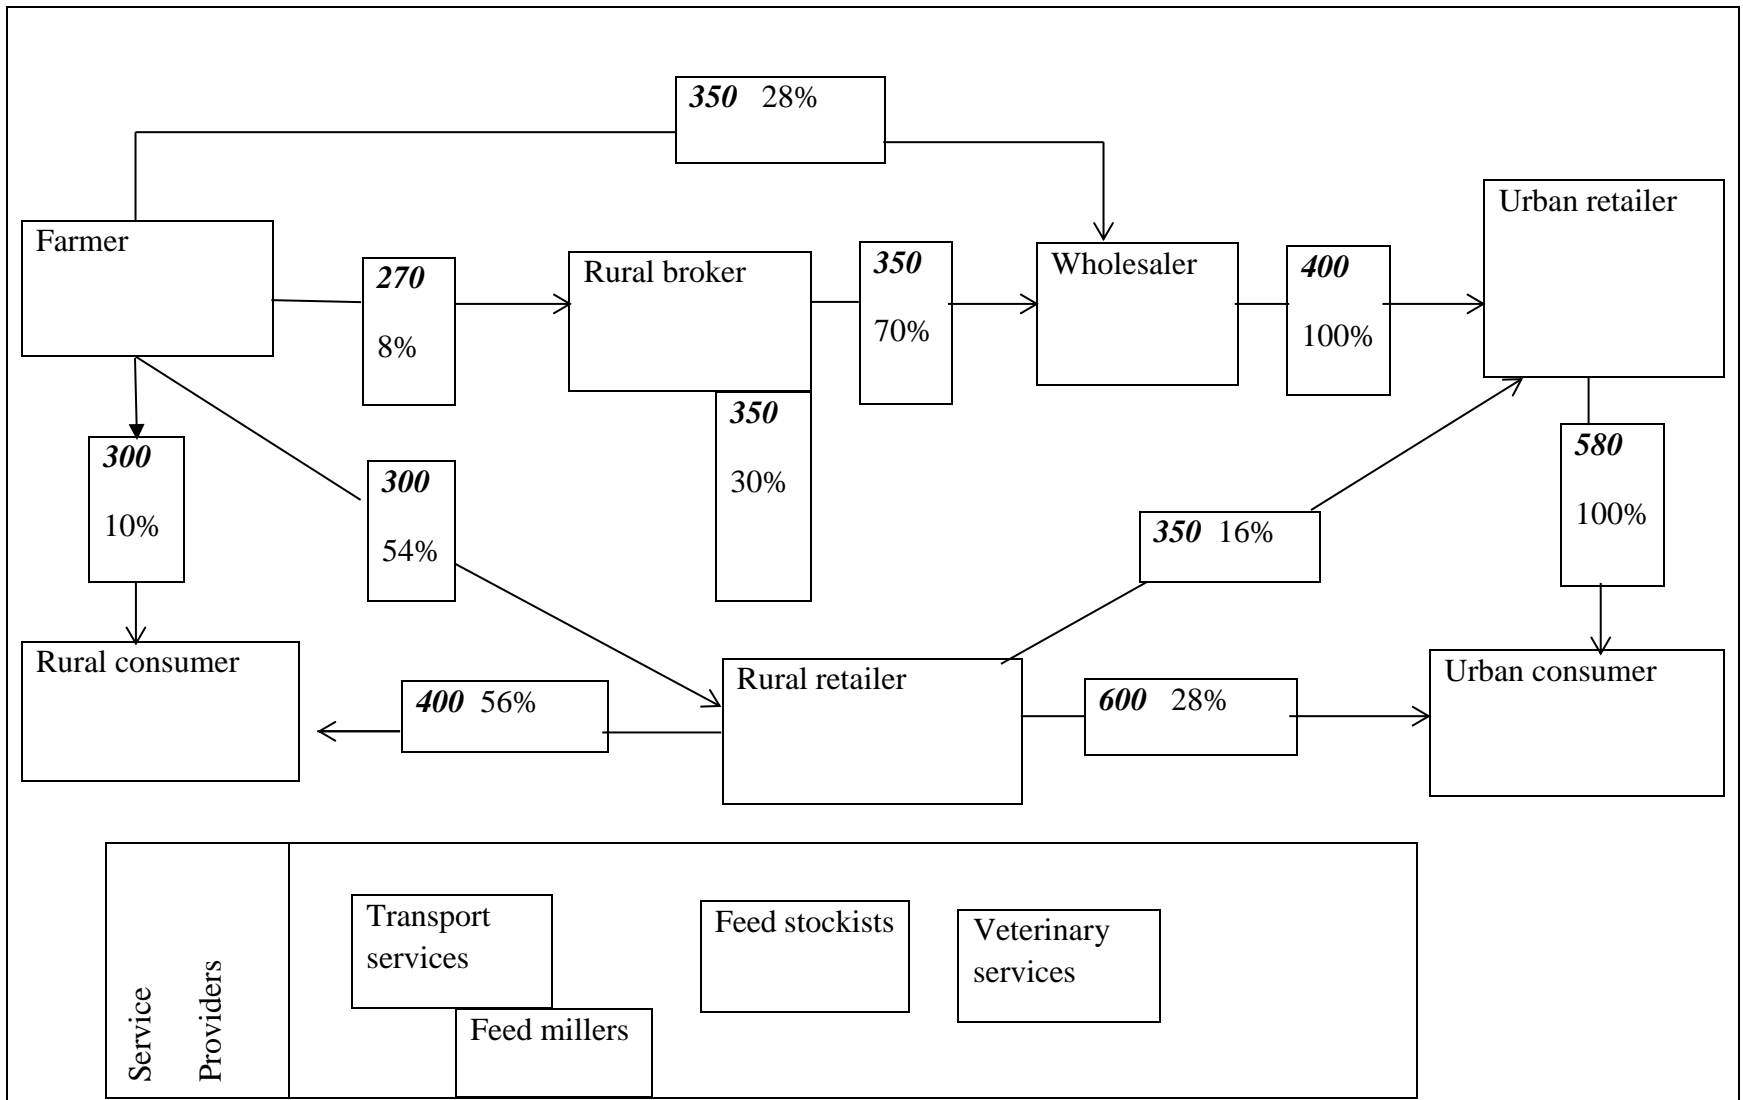 350 28%
Urban retailer
Farmer
270
8%
Rural broker
350
70%
Wholesaler
400
100%
350
30%
300
10%
300
54%
350 16%
580
100%
Rural consumer
400 56%
Rural retailer
600 28%
Urban consumer
Service
Providers
Transport
services
Feed stockists
Veterinary
services
Feed millers